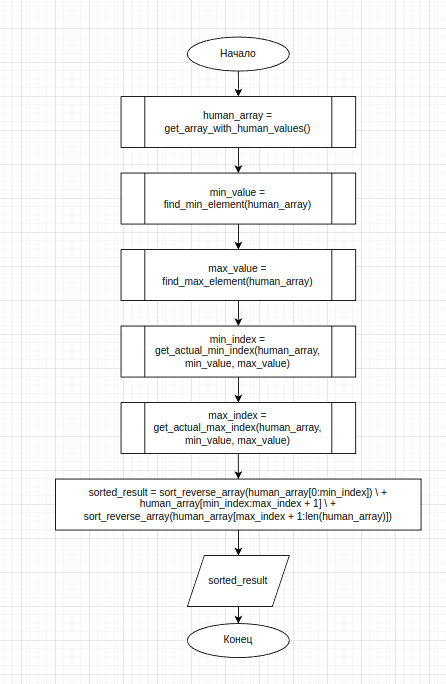 Начало
human_array =
get_array_with_human_values()
min_value =
find_min_element(human_array)
max_value =
find_max_element(human_array)
min_index =
get_actual_min_index(human_array,
min_value, max_value)
max_index =
get_actual_max_index(human_array,
min_value, max_value)
sorted_result = sort_reverse_array(human_array[0:min_index]) \ +
human_array[min_index:max_index + 1] \ +
sort_reverse_array(human_array[max_index + 1:len(human_array)])
sorted_result
Конец